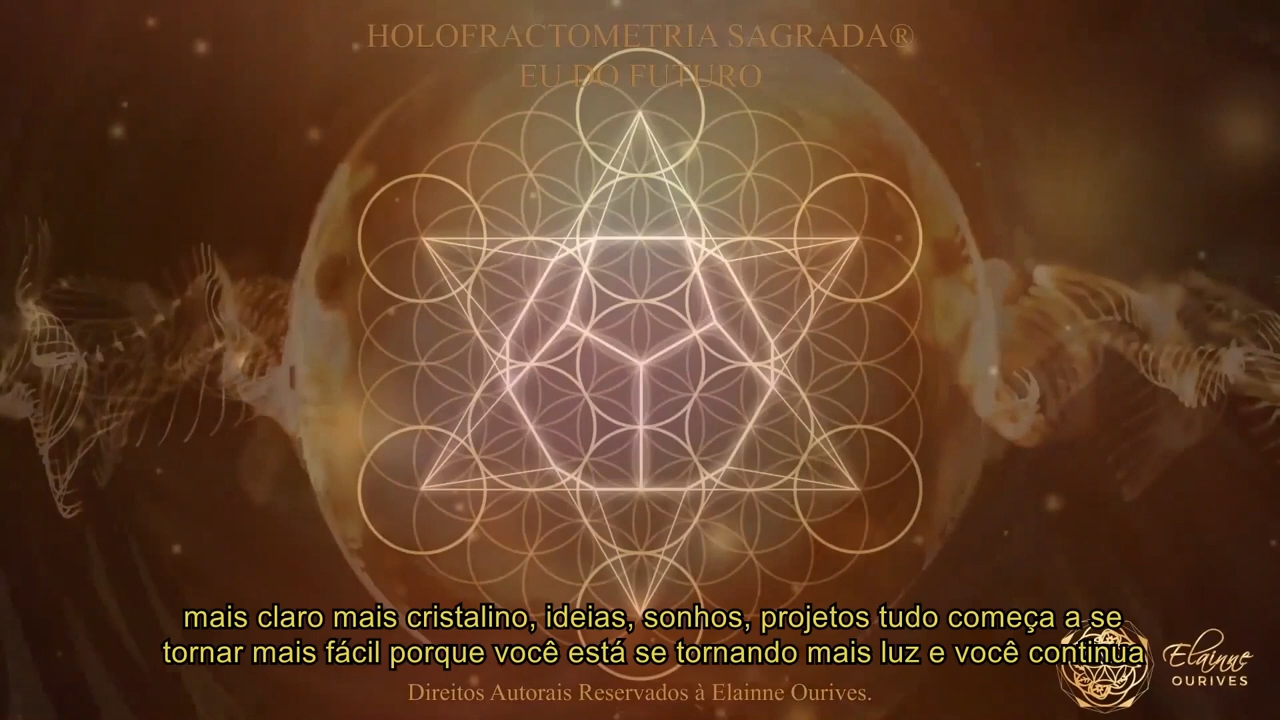 HOLOFRACTOMETRIA SAGRADA®
EU DO FUTURO
mais claro mais cristalino, ideias, sonhos, projetos tudo começa a se
tornar mais fácil porque você está se tornando mais luz e você continua
Elainne
OURIVES
Direitos Autorais Reservados à Elainne Ourives.